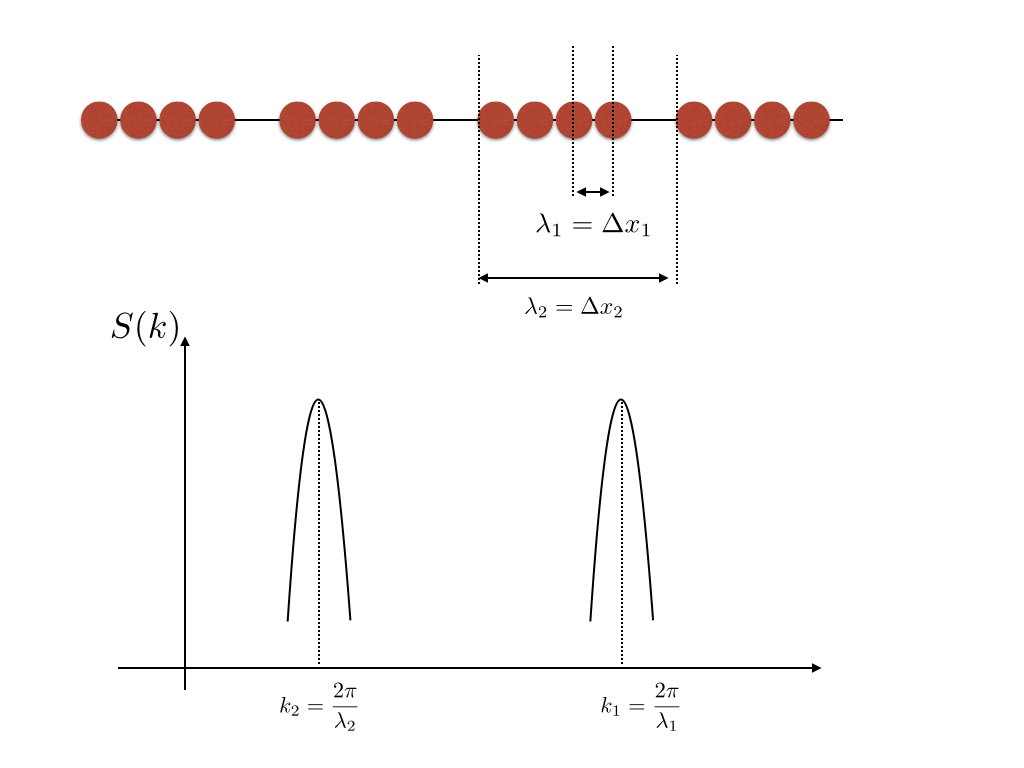 λ₁ = Δx₁
λ₂ = Δx₂
S(k)
k₂ = 2π/λ₂
k₁ = 2π/λ₁